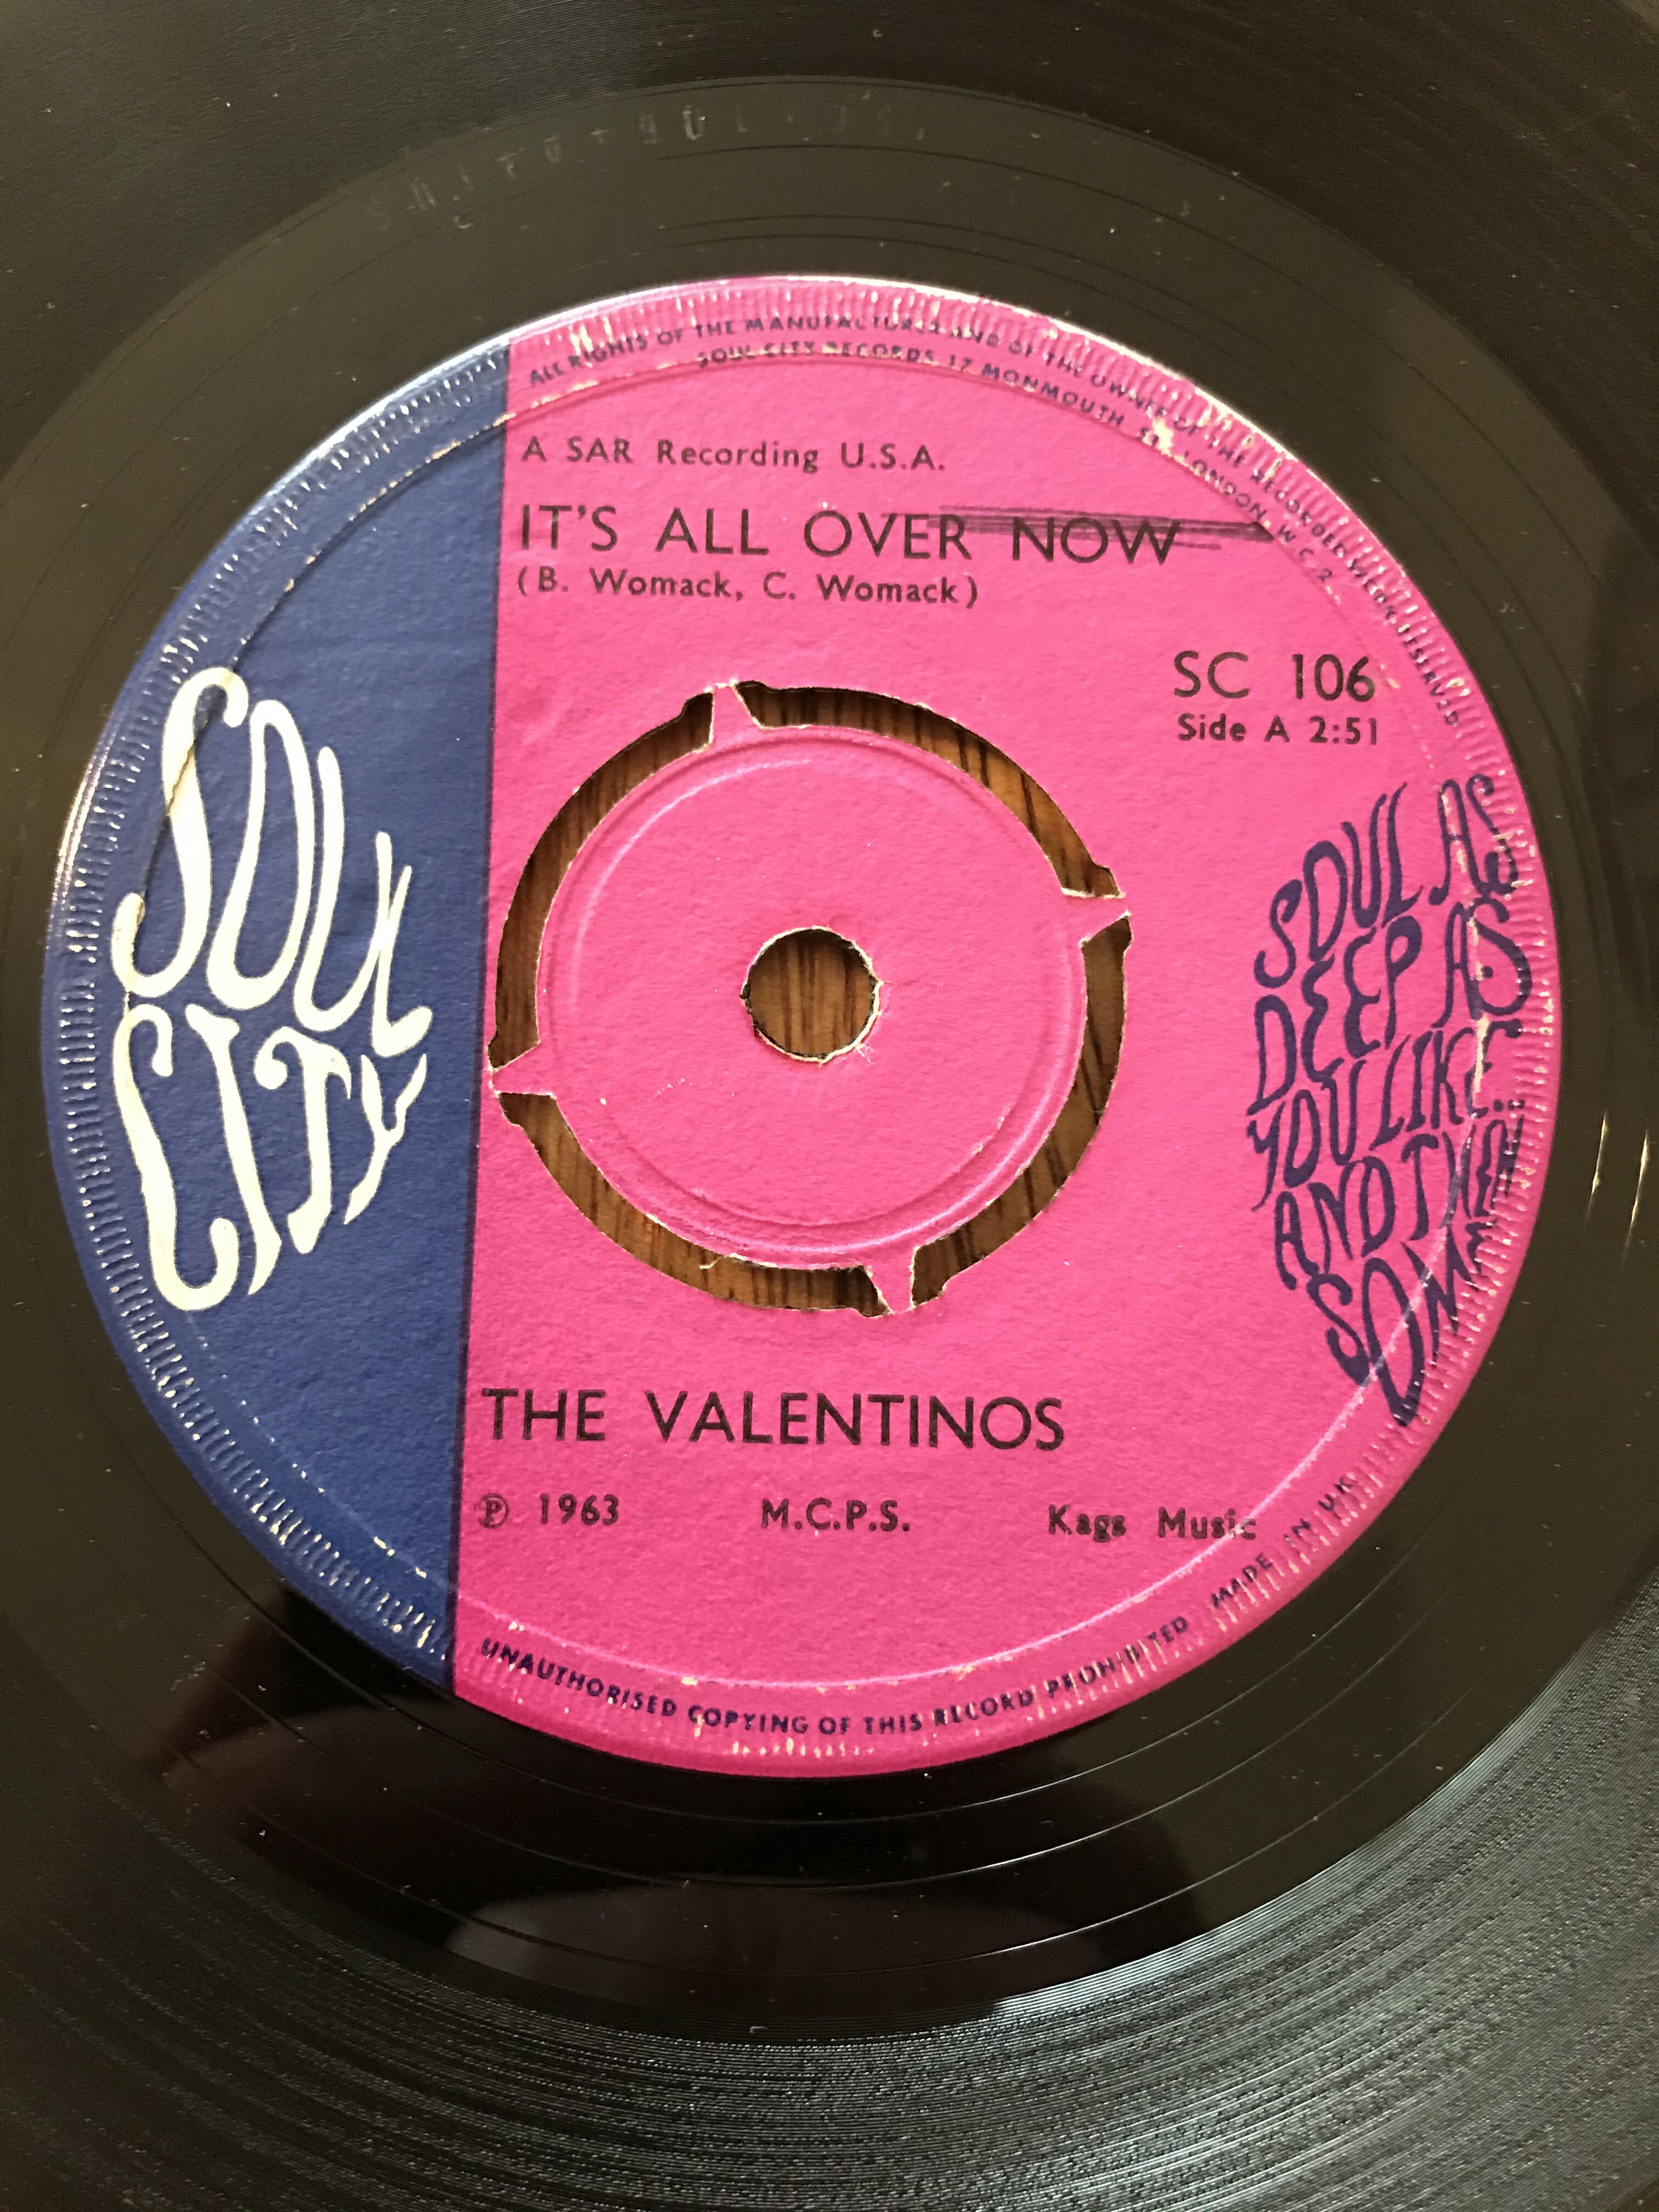 ALL RIGHTS OF THE MANUFACTURER AND OF THE OWNER OF THE RECORDED WORK RESERVED
SOUL CITY RECORDS, 17 MONMOUTH ST. LONDON, W.C.2.
A SAR Recording U.S.A.
IT'S ALL OVER NOW
(B. Womack, C. Womack)
SC 106
Side A 2:51
SOUL
CITY
SOUL AS
DEEP AS
YOU LIKE..
AND THEN
SOME
THE VALENTINOS
℗ 1963 M.C.P.S. Kags Music
UNAUTHORISED COPYING OF THIS RECORD PROHIBITED MADE IN UK